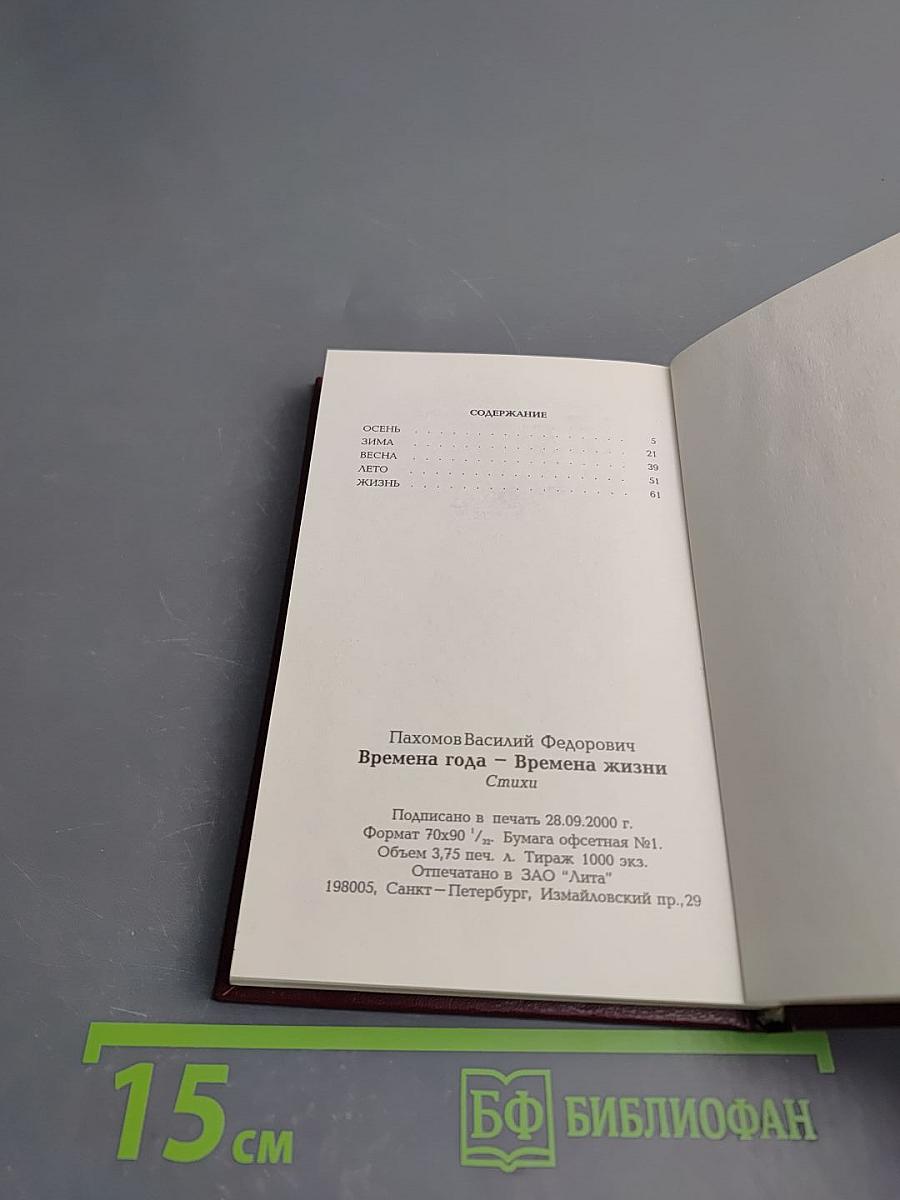 СОДЕРЖАНИЕ
ОСЕНЬ . . . . . . . . . . . . . . . . . 5
ЗИМА . . . . . . . . . . . . . . . . . 21
ВЕСНА . . . . . . . . . . . . . . . . . 39
ЛЕТО . . . . . . . . . . . . . . . . . 51
ЖИЗНЬ . . . . . . . . . . . . . . . . . 61
Пахомов Василий Федорович
Времена года – Времена жизни
Стихи
Подписано в печать 28.09.2000 г.
Формат 70х90 1/32. Бумага офсетная №1.
Объем 3,75 печ. л. Тираж 1000 экз.
Отпечатано в ЗАО "Лита"
198005, Санкт–Петербург, Измайловский пр.,29
15 см
БФ БИБЛИОФАН